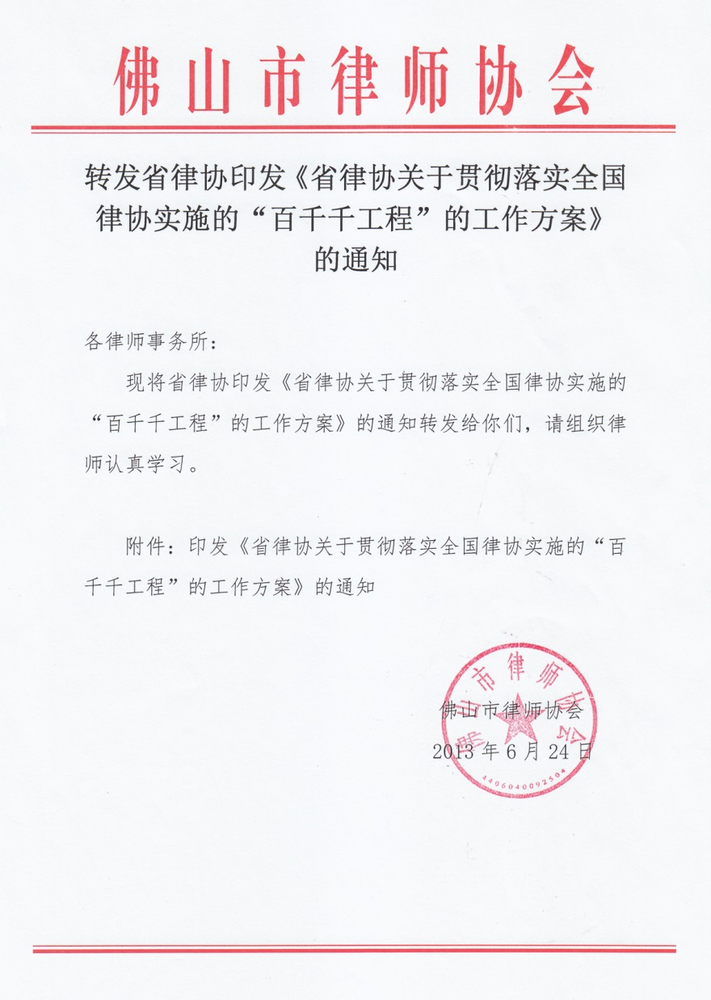 佛山市律师协会
转发省律协印发《省律协关于贯彻落实全国
律协实施的“百千千工程”的工作方案》
的通知
各律师事务所：
现将省律协印发《省律协关于贯彻落实全国律协实施的
“百千千工程”的工作方案》的通知转发给你们，请组织律
师认真学习。
附件：印发《省律协关于贯彻落实全国律协实施的“百
千千工程”的工作方案》的通知
佛山市律师协会
佛山市律师协会
2013 年 6 月 24 日
4406040092504